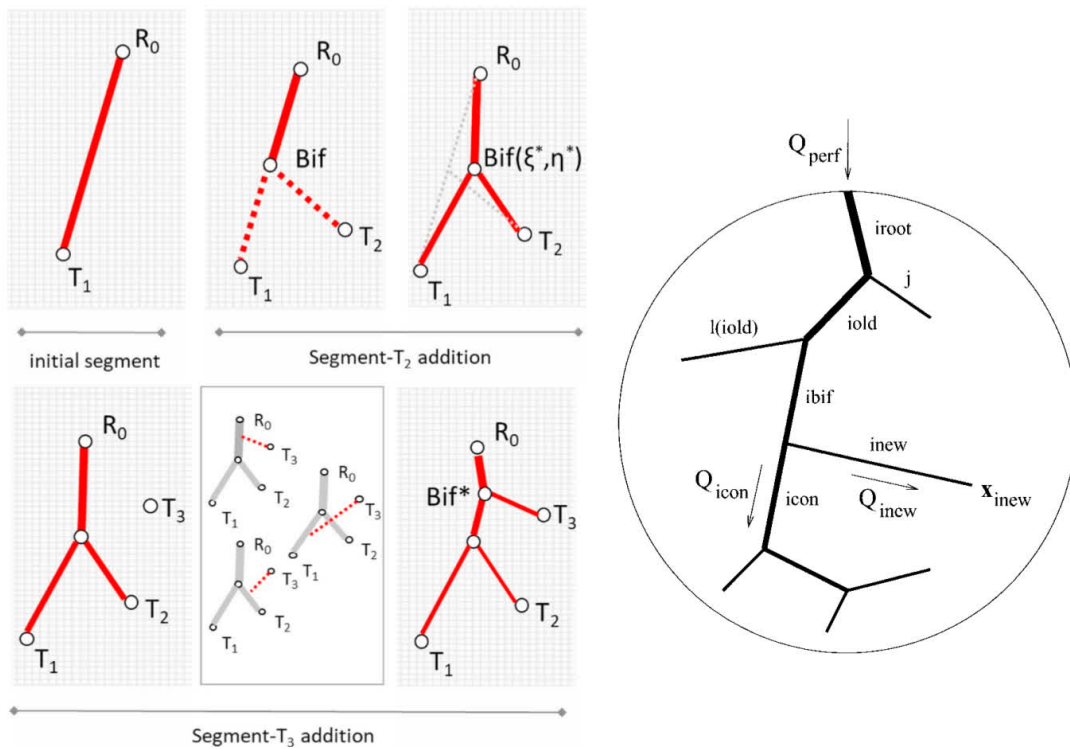 R0
T1
initial segment
R0
Bif
T2
T1
R0
Bif(ξ*,η*)
T2
T1
Segment-T2 addition
R0
T3
T2
T1
R0
T3
T2
T1
R0
T3
T2
T1
R0
T3
T2
T1
R0
Bif*
T3
T2
T1
Segment-T3 addition
Qperf
iroot
j
l(iold)
iold
ibif
inew
Qicon
icon
Qinew
xinew